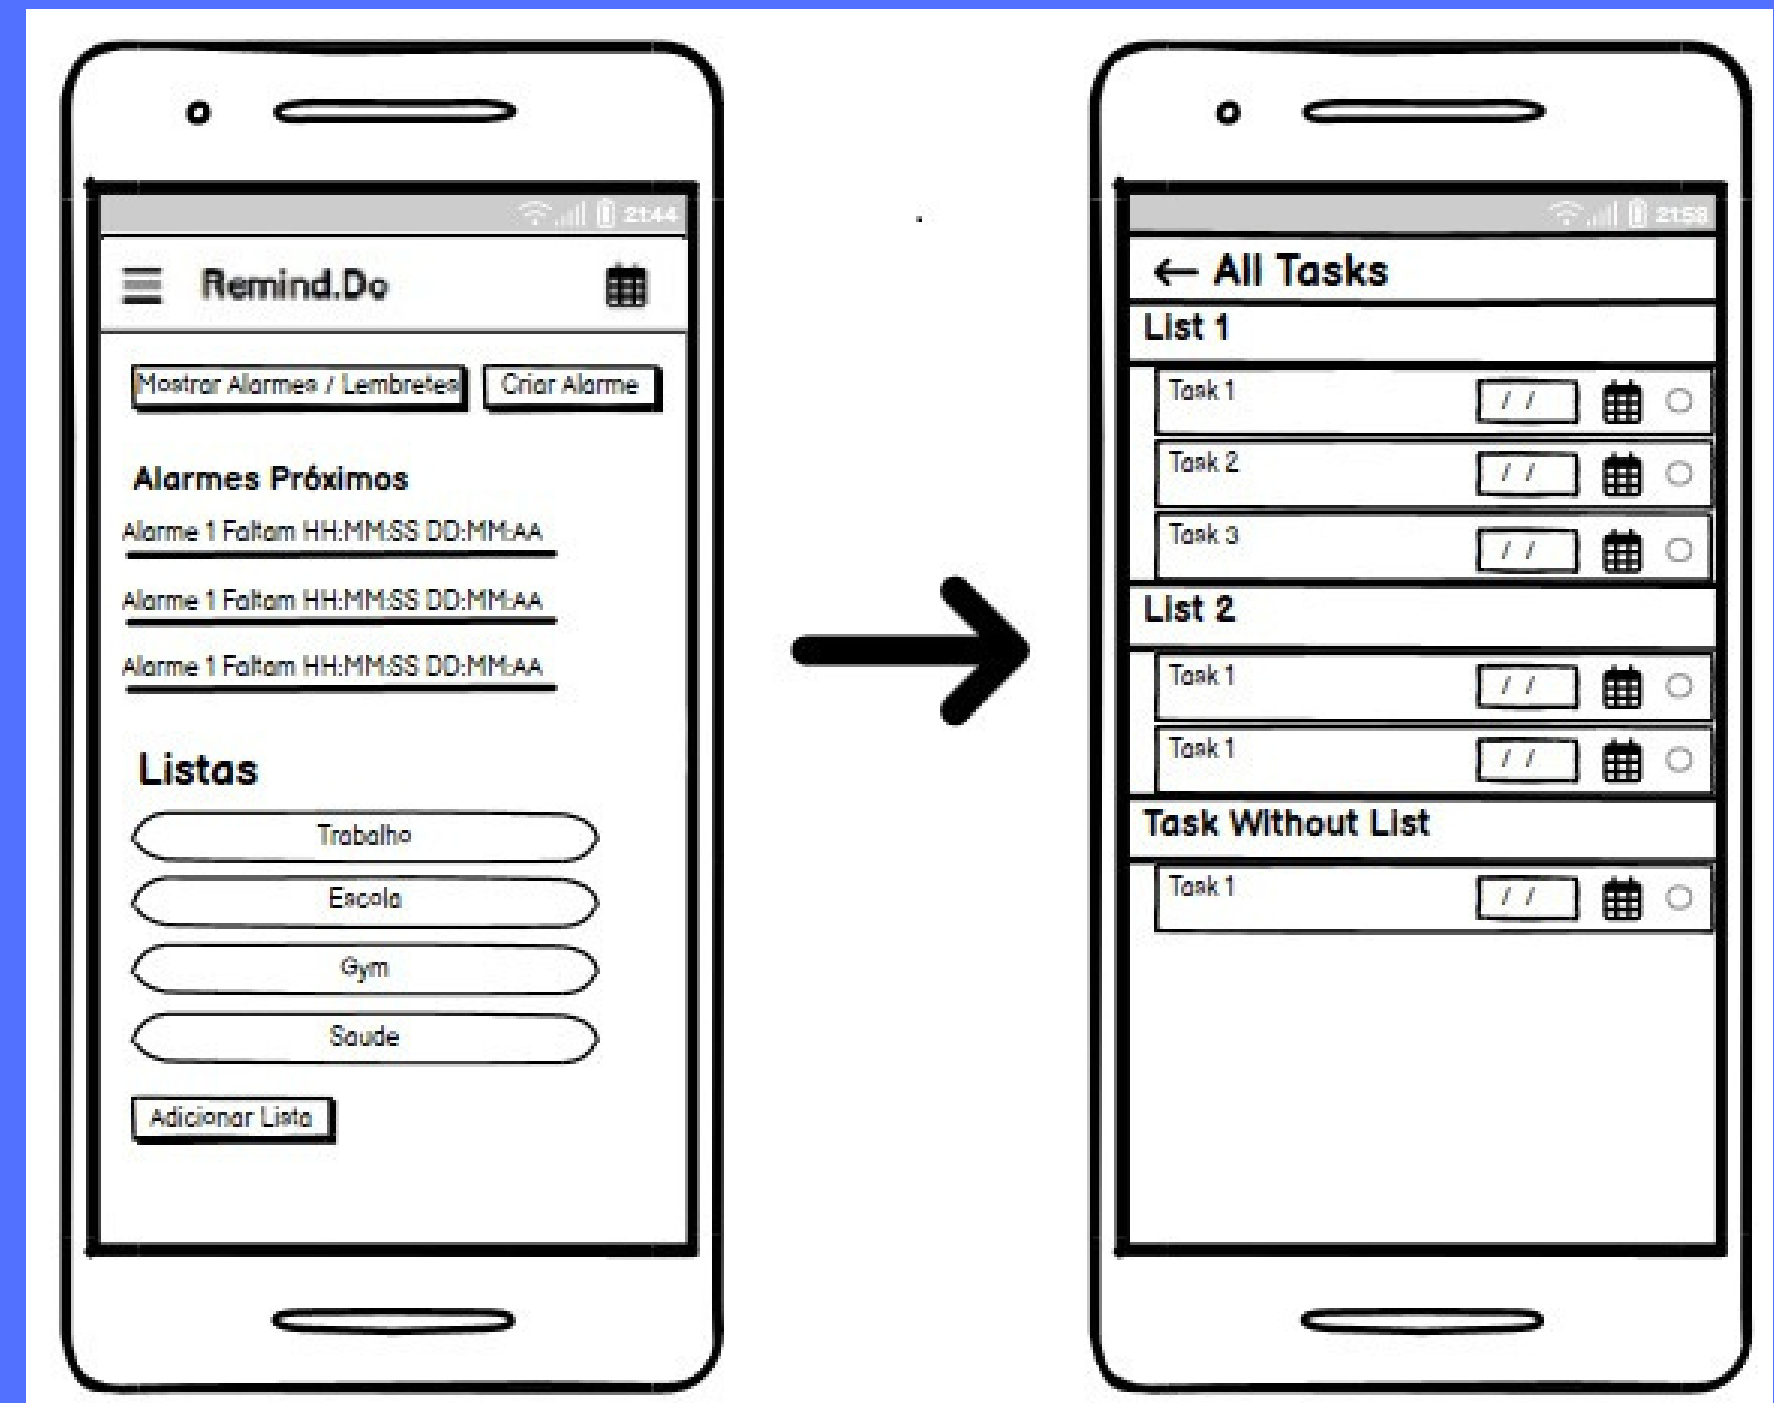 21:44
Remind.Do
Mostrar Alarmes / Lembretes
Criar Alarme
Alarmes Próximos
Alarme 1 Faltam HH:MM:SS DD:MM:AA
Alarme 1 Faltam HH:MM:SS DD:MM:AA
Alarme 1 Faltam HH:MM:SS DD:MM:AA
Listas
Trabalho
Escola
Gym
Saude
Adicionar Lista
21:58
All Tasks
List 1
Task 1 / /
Task 2 / /
Task 3 / /
List 2
Task 1 / /
Task 1 / /
Task Without List
Task 1 / /